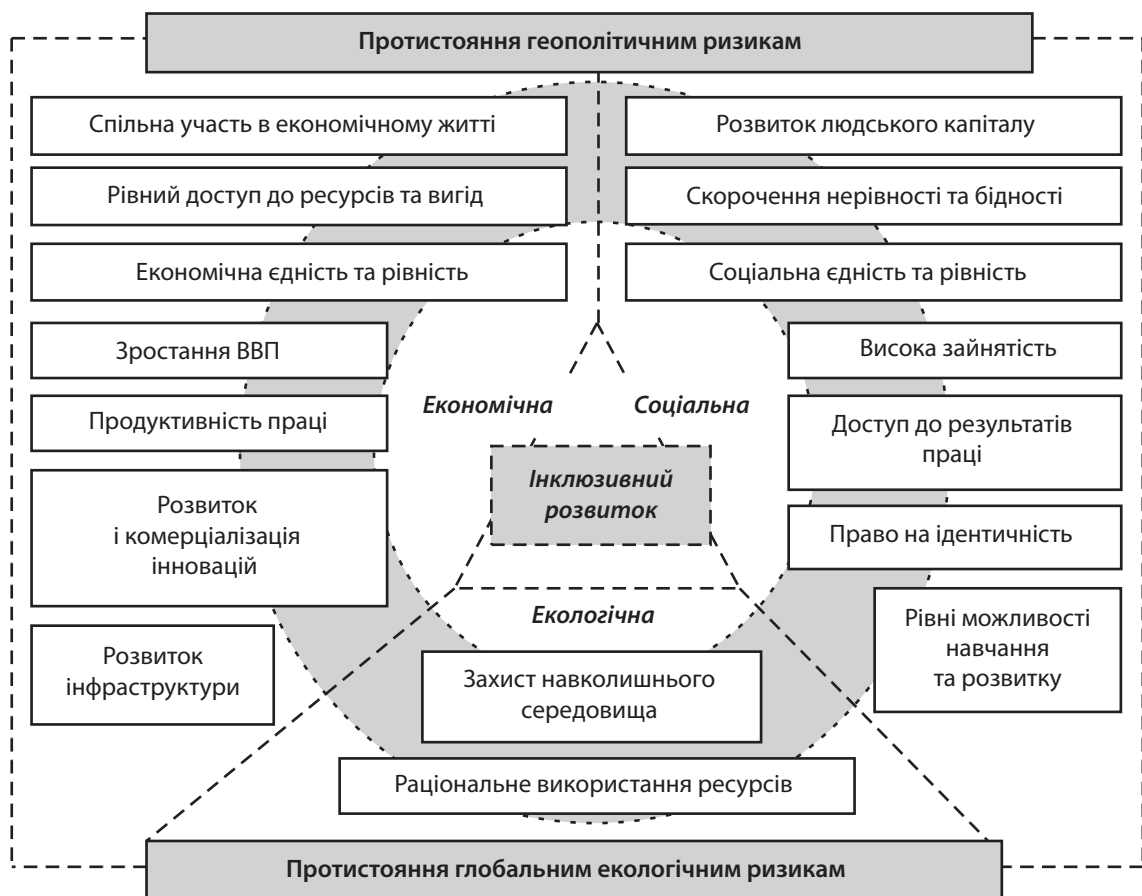 Протистояння геополітичним ризикам
Спільна участь в економічному житті
Розвиток людського капіталу
Рівний доступ до ресурсів та вигід
Скорочення нерівності та бідності
Економічна єдність та рівність
Соціальна єдність та рівність
Зростання ВВП
Висока зайнятість
Економічна
Соціальна
Продуктивність праці
Доступ до результатів
праці
Інклюзивний
розвиток
Розвиток
і комерціалізація
інновацій
Право на ідентичність
Екологічна
Рівні можливості
навчання
та розвитку
Розвиток
інфраструктури
Захист навколишнього
середовища
Раціональне використання ресурсів
Протистояння глобальним екологічним ризикам